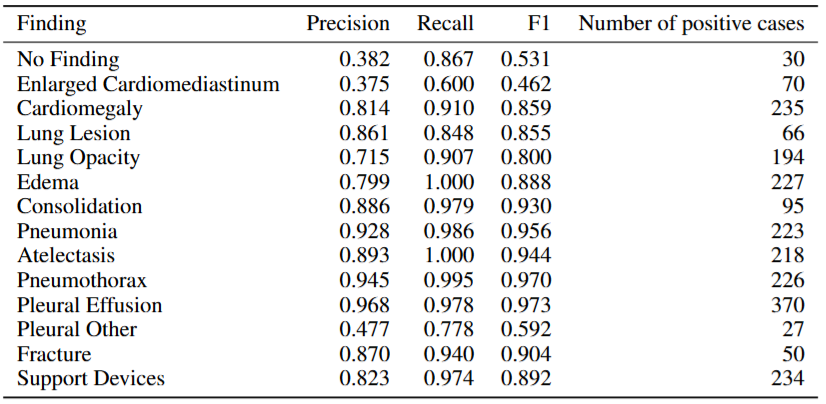 Finding Precision Recall F1 Number of positive cases
No Finding 0.382 0.867 0.531 30
Enlarged Cardiomediastinum 0.375 0.600 0.462 70
Cardiomegaly 0.814 0.910 0.859 235
Lung Lesion 0.861 0.848 0.855 66
Lung Opacity 0.715 0.907 0.800 194
Edema 0.799 1.000 0.888 227
Consolidation 0.886 0.979 0.930 95
Pneumonia 0.928 0.986 0.956 223
Atelectasis 0.893 1.000 0.944 218
Pneumothorax 0.945 0.995 0.970 226
Pleural Effusion 0.968 0.978 0.973 370
Pleural Other 0.477 0.778 0.592 27
Fracture 0.870 0.940 0.904 50
Support Devices 0.823 0.974 0.892 234